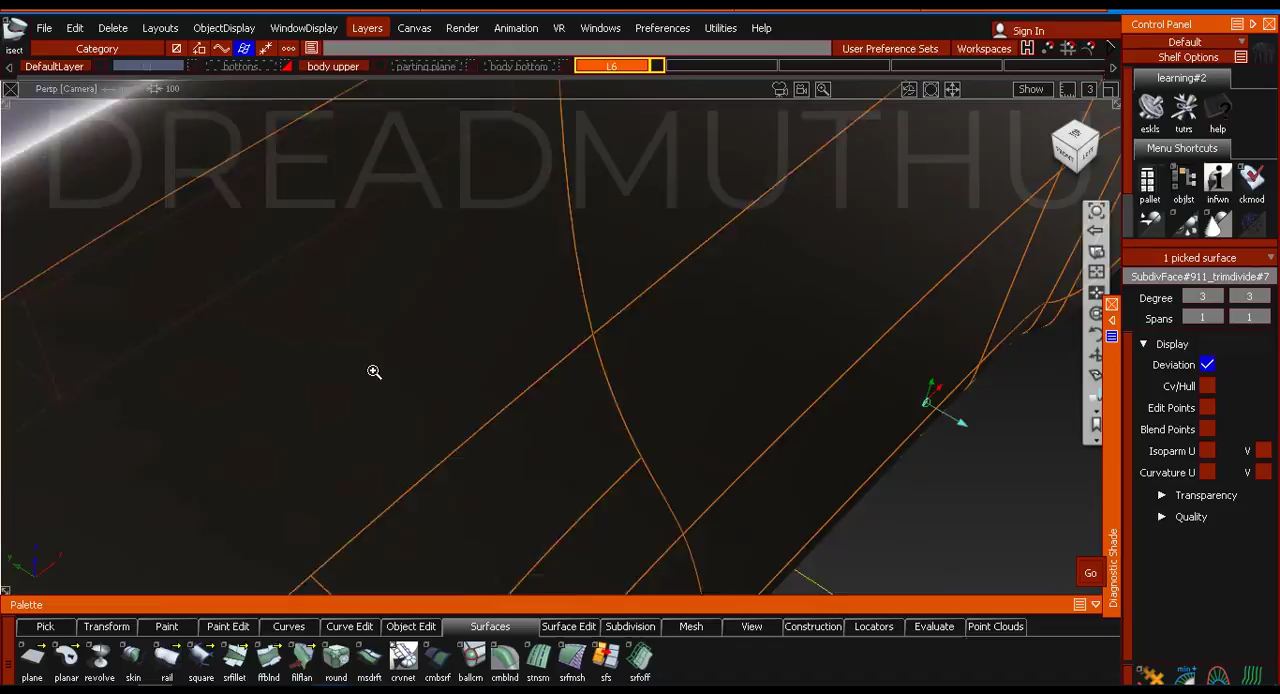 File Edit Delete Layouts ObjectDisplay WindowDisplay Layers Canvas Render Animation VR Windows Preferences Utilities Help
Sign In
isect
Category
User Preference Sets
Workspaces
DefaultLayer
bottons
body upper
parting plane
body bottom
L6
Persp [Camera]
100
Show
3
DREADMUTHU
FRONT
LEFT
Control Panel
Default
Shelf Options
learning#2
eskls tutrs help
Menu Shortcuts
pallet objlst infwn ckmod
1 picked surface
SubdivFace#911_trimdivide#7
Degree 3 3
Spans 1 1
Display
Deviation
Cv/Hull
Edit Points
Blend Points
Isoparm U V
Curvature U V
Transparency
Quality
Diagnostic Shade
Go
Palette
Pick Transform Paint Paint Edit Curves Curve Edit Object Edit Surfaces Surface Edit Subdivision Mesh View Construction Locators Evaluate Point Clouds
plane planar revolve skin rail square srfillet ffblnd filflan round msdrft crvnet cmbsrf ballcrn cmblnd stnsm srfmsh sfs srfoff